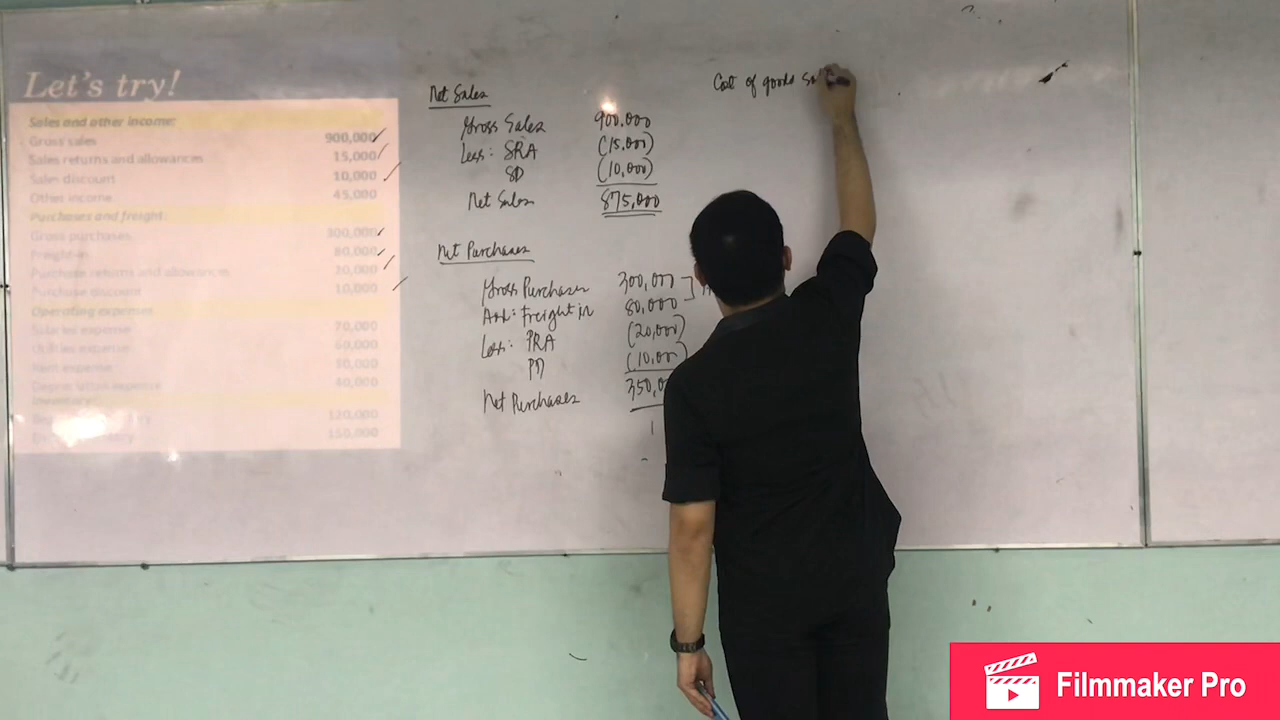 Let's try!
Sales and other income:
Gross sales 900,000
Sales returns and allowances 15,000
Sales discount 10,000
Other income 45,000
Purchases and freight:
Gross purchases 300,000
Freight-in 80,000
Purchase returns and allowances 20,000
Purchase discount 10,000
Operating expenses
Salaries expense 70,000
Utilities expense 60,000
Rent expense
Depreciation expense 40,000
Inventory:
120,000
150,000
Net Sales
Gross Sales 900,000
Less: SRA (15,000)
SD (10,000)
Net Sales 875,000
Net Purchases
Gross Purchases 300,000
Add: Freight in 80,000
Less: PRA (20,000)
PD (10,000)
Net Purchases 350,0
Cost of goods So
Filmmaker Pro